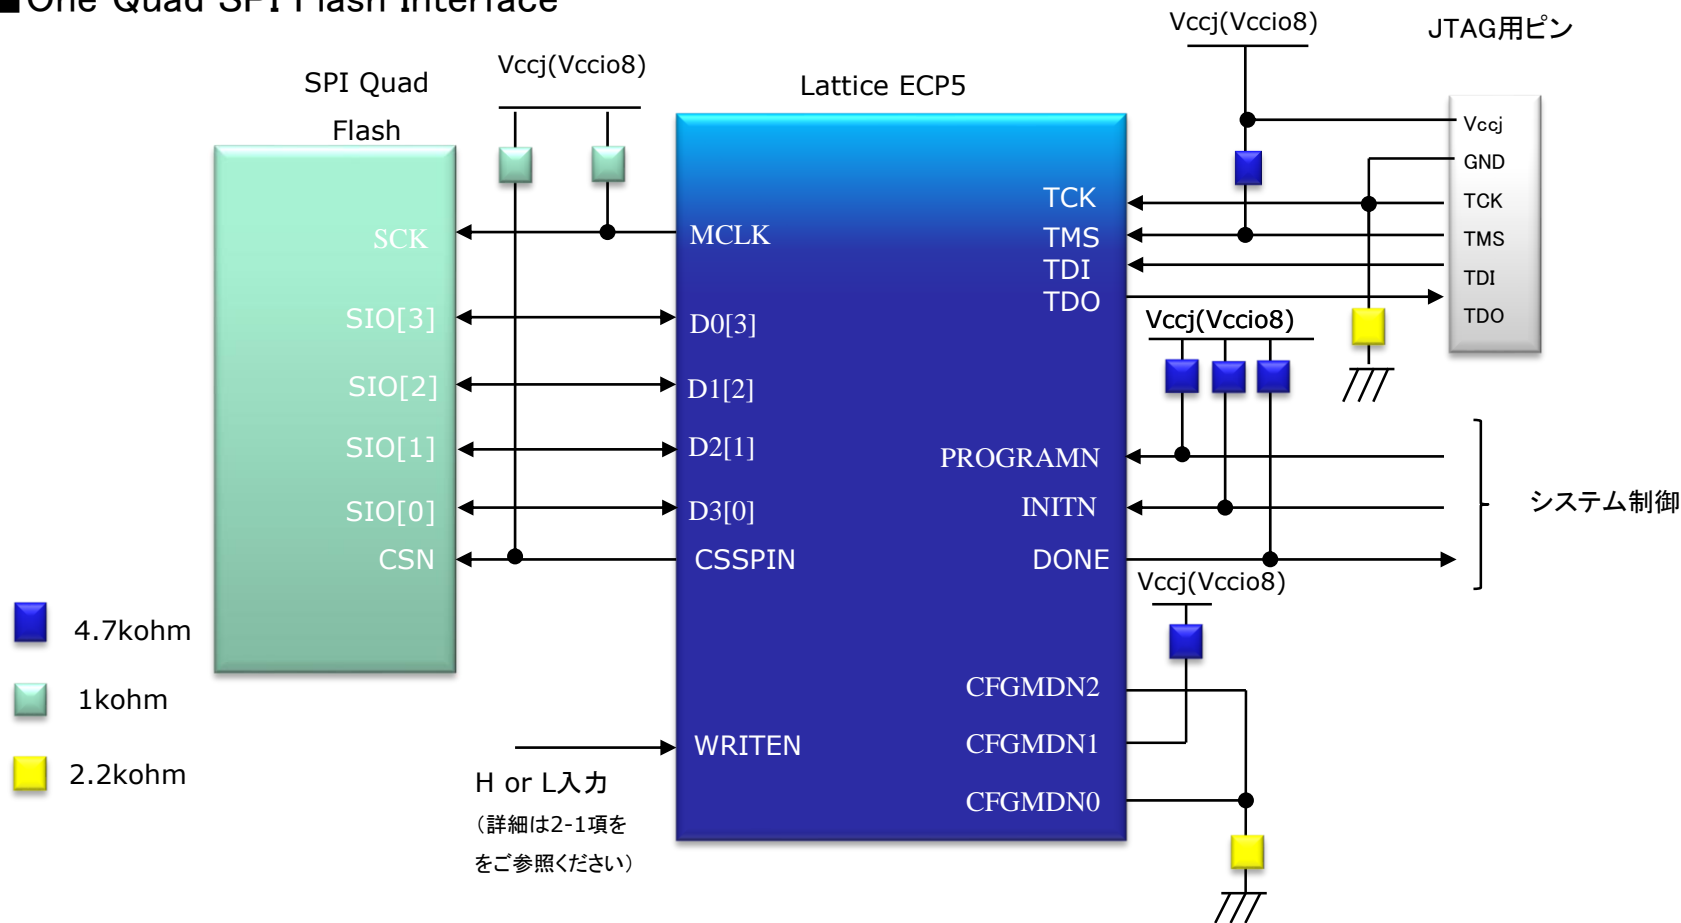 ■One Quad SPI Flash Interface
Vccj(Vccio8)
JTAG用ピン
Vccj(Vccio8)
SPI Quad
Flash
Lattice ECP5
Vccj
GND
TCK
TMS
TDI
TDO
TCK
TMS
TDI
TDO
SCK
MCLK
SIO[3]
D0[3]
Vccj(Vccio8)
SIO[2]
D1[2]
SIO[1]
D2[1]
PROGRAMN
SIO[0]
D3[0]
INITN
システム制御
CSN
CSSPIN
DONE
Vccj(Vccio8)
4.7kohm
1kohm
2.2kohm
CFGMDN2
WRITEN
CFGMDN1
CFGMDN0
H or L入力
（詳細は2-1項を
をご参照ください）